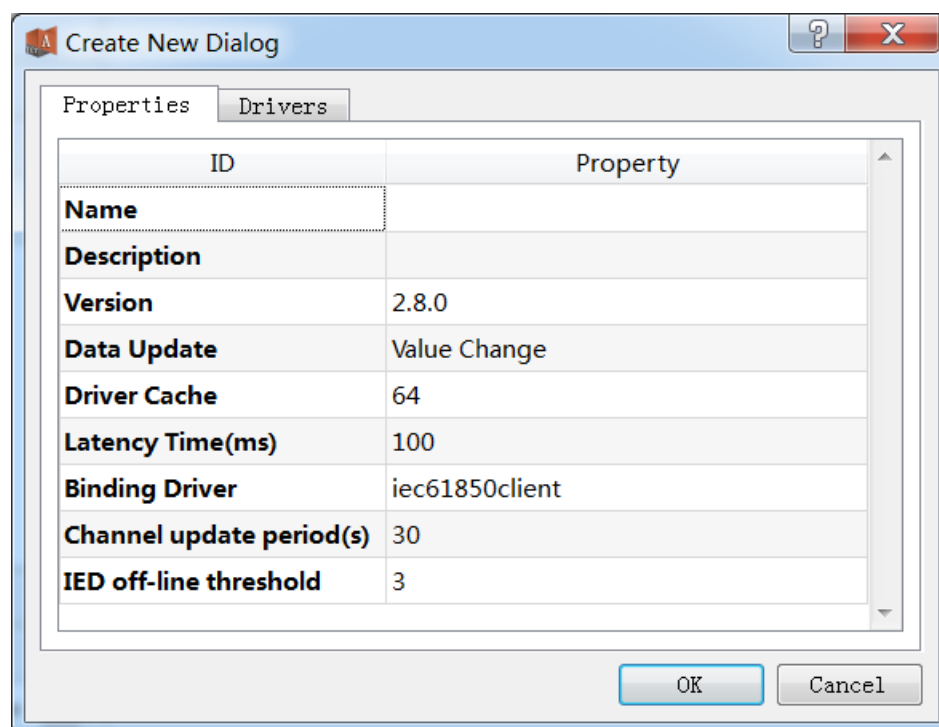 Create New Dialog
Properties Drivers
ID Property
Name
Description
Version 2.8.0
Data Update Value Change
Driver Cache 64
Latency Time(ms) 100
Binding Driver iec61850client
Channel update period(s) 30
IED off-line threshold 3
OK Cancel